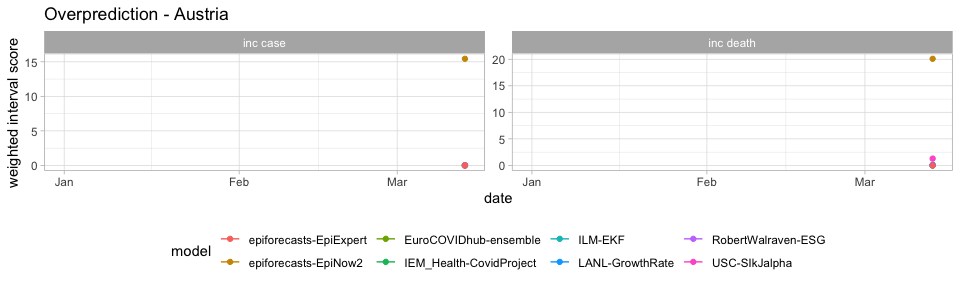 Overprediction - Austria
inc case
inc death
weighted interval score
15
10
5
0
20
15
10
5
0
Jan
Feb
Mar
Jan
Feb
Mar
date
model
epiforecasts-EpiExpert
EuroCOVIDhub-ensemble
ILM-EKF
RobertWalraven-ESG
epiforecasts-EpiNow2
IEM_Health-CovidProject
LANL-GrowthRate
USC-SIkJalpha